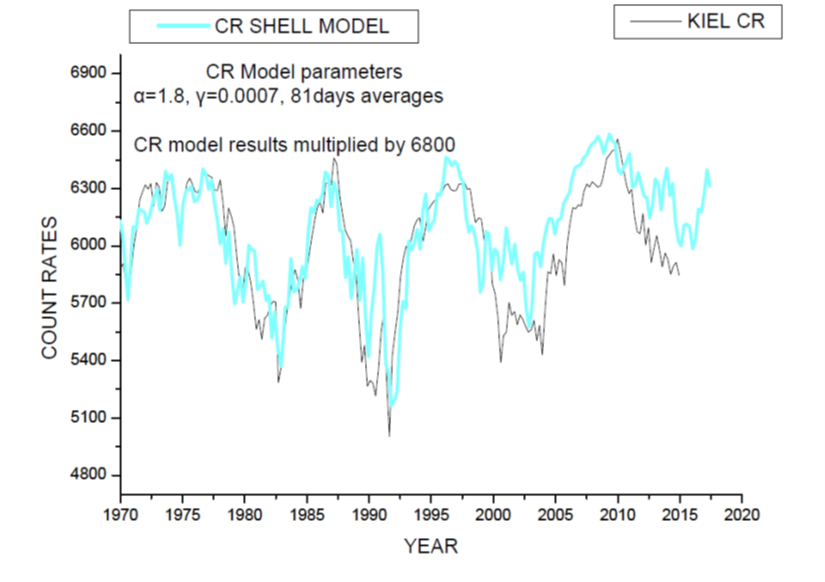 CR SHELL MODEL
KIEL CR
CR Model parameters
α=1.8, γ=0.0007, 81days averages
CR model results multiplied by 6800
COUNT RATES
6900
6600
6300
6000
5700
5400
5100
4800
1970 1975 1980 1985 1990 1995 2000 2005 2010 2015 2020
YEAR